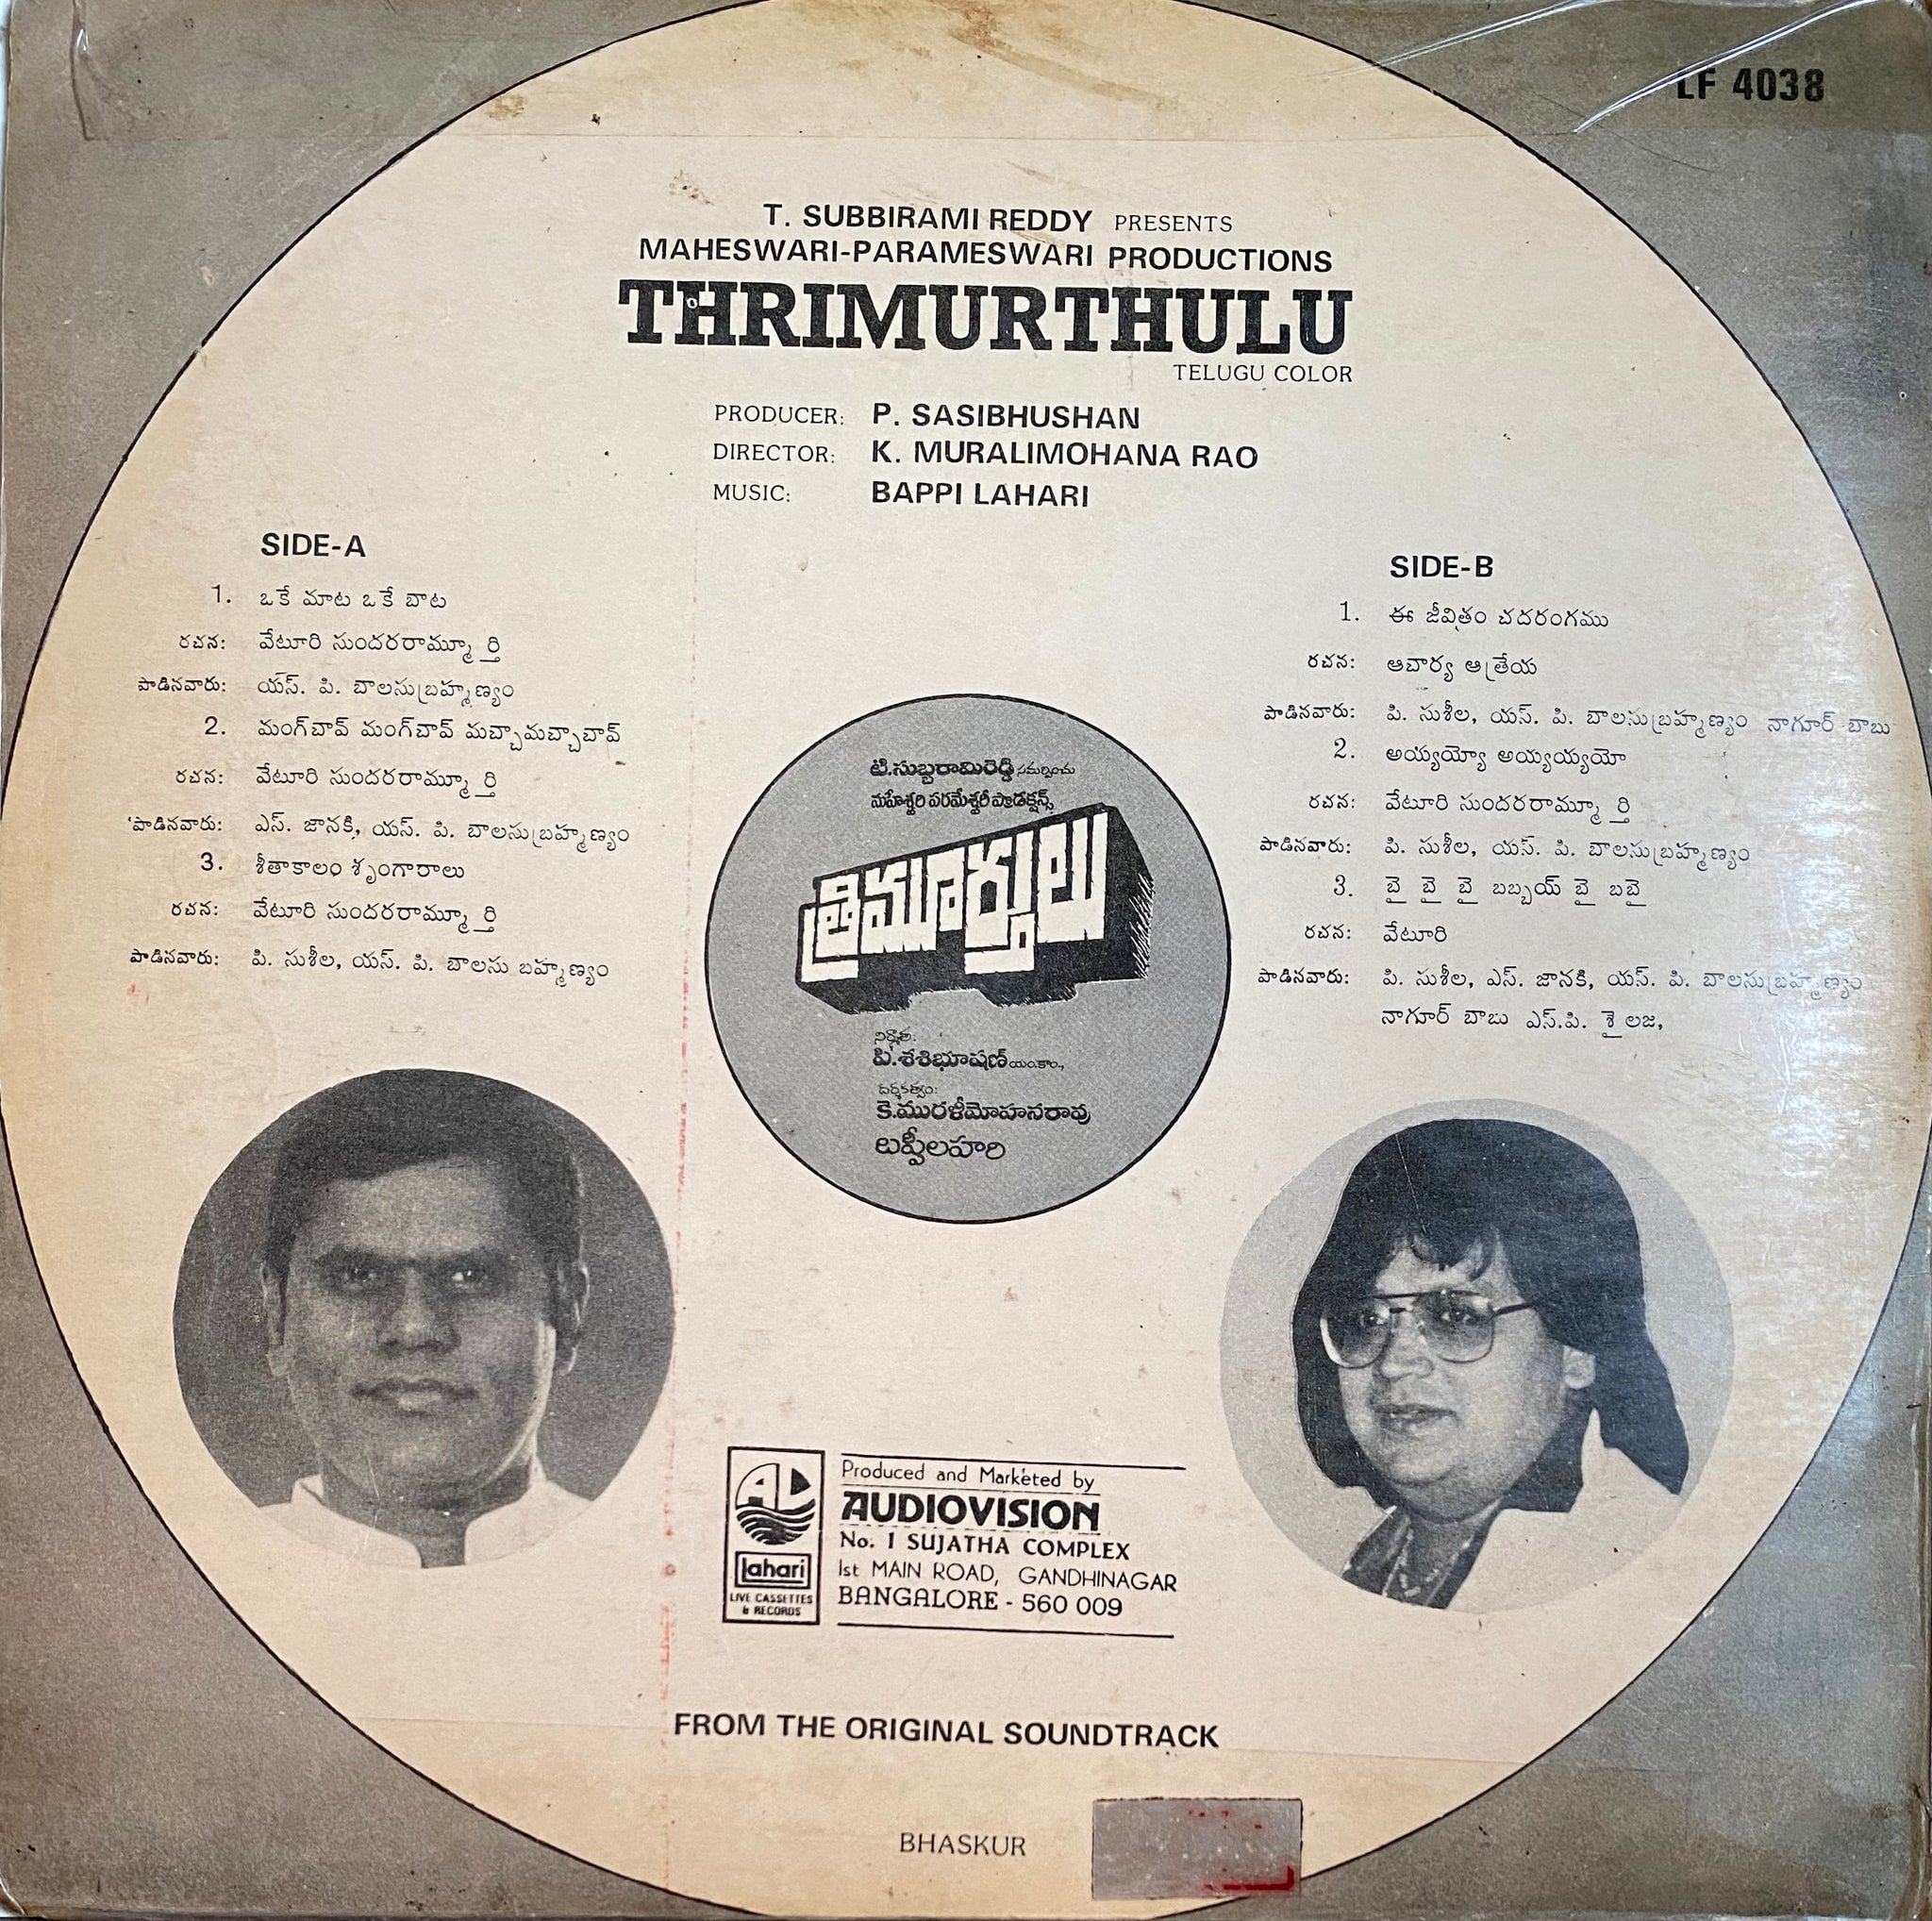 LF 4038
T. SUBBIRAMI REDDY PRESENTS
MAHESWARI-PARAMESWARI PRODUCTIONS
THRIMURTHULU
TELUGU COLOR
PRODUCER: P. SASIBHUSHAN
DIRECTOR: K. MURALIMOHANA RAO
MUSIC: BAPPI LAHARI
SIDE-A
1. ఒకే మాట ఒకే బాట
రచన: వేటూరి సుందరరామ్మూర్తి
పాడినవారు: యస్. పి. బాలసుబ్రహ్మణ్యం
2. మంగ్‌చావ్ మంగ్‌చావ్ మచ్చామచ్చాచావ్
రచన: వేటూరి సుందరరామ్మూర్తి
పాడినవారు: ఎస్. జానకి, యస్. పి. బాలసుబ్రహ్మణ్యం
3. శీతాకాలం శృంగారాలు
రచన: వేటూరి సుందరరామ్మూర్తి
పాడినవారు: పి. సుశీల, యస్. పి. బాలసు బహ్మణ్యం
SIDE-B
1. ఈ జీవితం చదరంగము
రచన: ఆచార్య ఆత్రేయ
పాడినవారు: పి. సుశీల, యస్. పి. బాలసుబ్రహ్మణ్యం నాగూర్ బాబు
2. అయ్యయ్యో అయ్యయ్యయో
రచన: వేటూరి సుందరరామ్మూర్తి
పాడినవారు: పి. సుశీల, యస్. పి. బాలసుబ్రహ్మణ్యం
3. బై బై బై బబ్బయ్ బై బబై
రచన: వేటూరి
పాడినవారు: పి. సుశీల, ఎస్. జానకి, యస్. పి. బాలసుబ్రహ్మణ్యం
నాగూర్ బాబు ఎస్.పి. శైలజ,
టి.సుబ్బరామిరెడ్డి సమర్పించు
మహేశ్వరి పరమేశ్వరీ ప్రొడక్షన్స్
త్రిమూర్తులు
నిర్మాత:
పి.శశిభూషణ్ యం.కాం.,
దర్శకత్వం:
కె.మురళీమోహనరావు
బప్పీలహరి
AD
lahari
LIVE CASSETTES
& RECORDS
Produced and Marketed by
AUDIOVISION
No. 1 SUJATHA COMPLEX
1st MAIN ROAD, GANDHINAGAR
BANGALORE - 560 009
FROM THE ORIGINAL SOUNDTRACK
BHASKUR